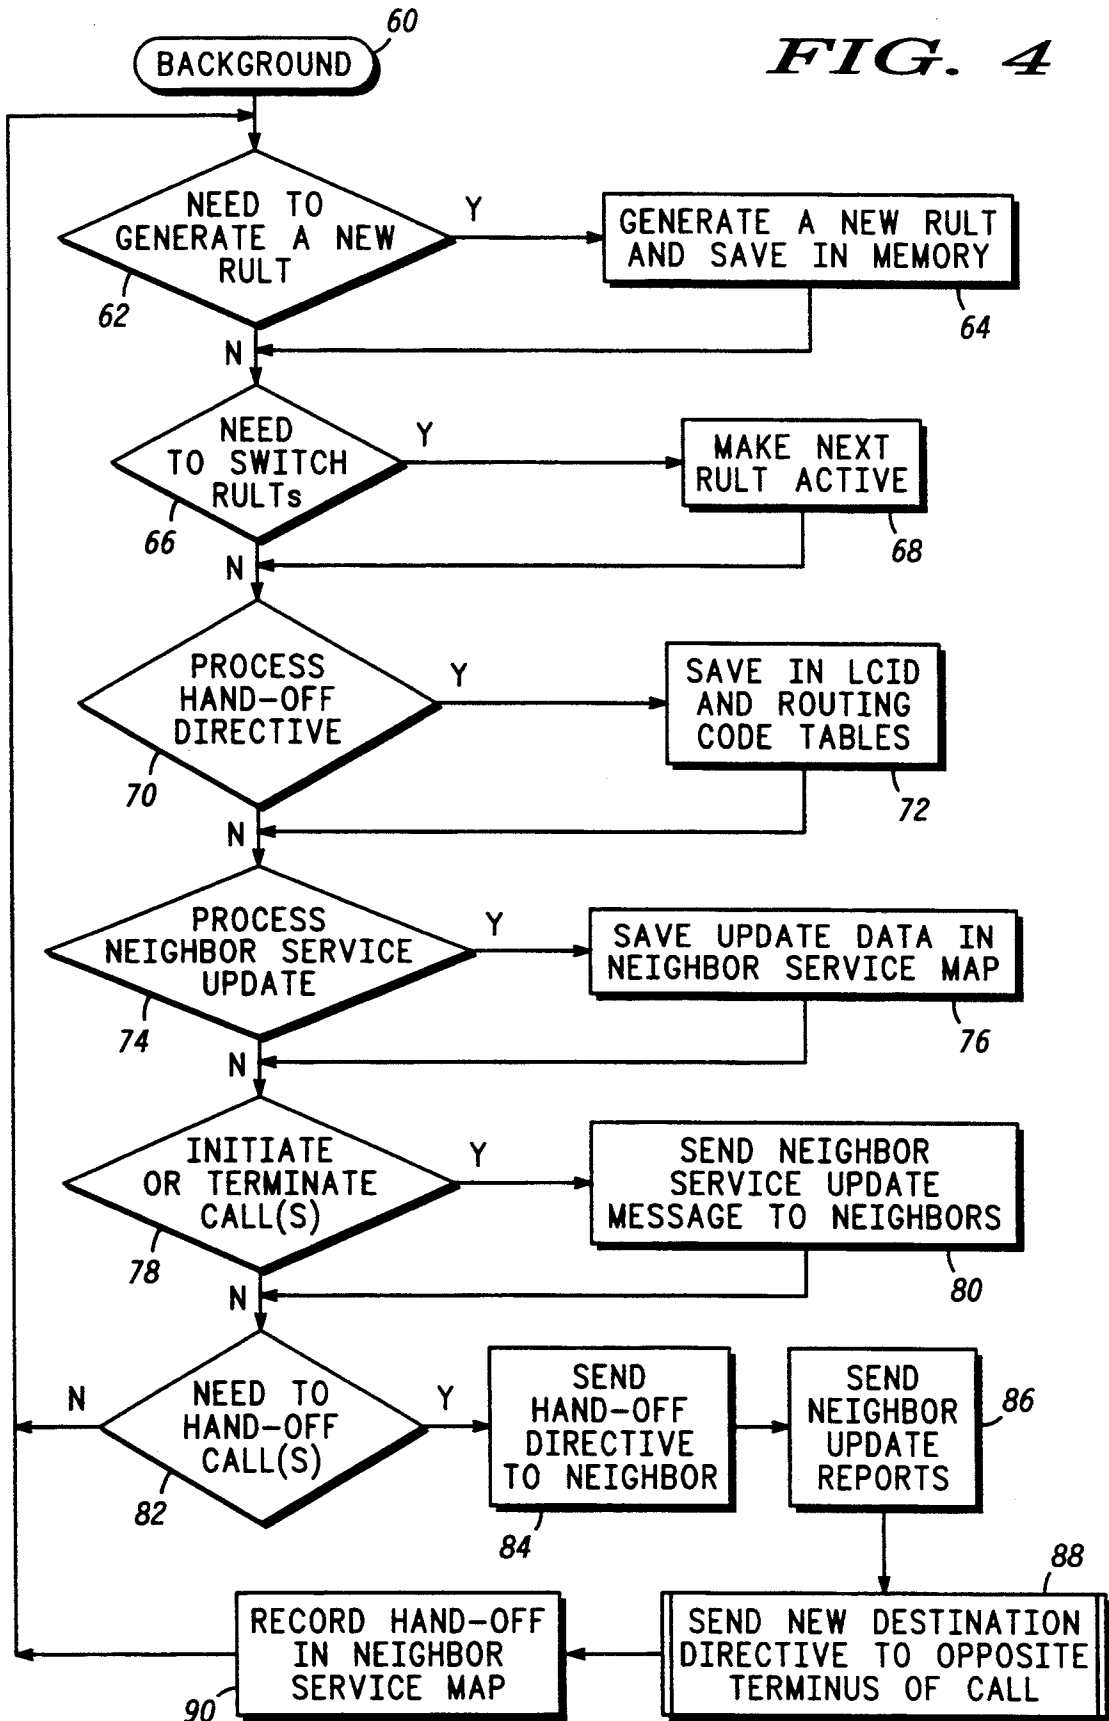 60
FIG. 4
BACKGROUND
NEED TO
GENERATE A NEW
RULT
62
Y
GENERATE A NEW RULT
AND SAVE IN MEMORY
64
N
NEED
TO SWITCH
RULTs
66
Y
MAKE NEXT
RULT ACTIVE
68
N
PROCESS
HAND-OFF
DIRECTIVE
70
Y
SAVE IN LCID
AND ROUTING
CODE TABLES
72
N
PROCESS
NEIGHBOR SERVICE
UPDATE
74
Y
SAVE UPDATE DATA IN
NEIGHBOR SERVICE MAP
76
N
INITIATE
OR TERMINATE
CALL(S)
78
Y
SEND NEIGHBOR
SERVICE UPDATE
MESSAGE TO NEIGHBORS
80
N
N
NEED TO
HAND-OFF
CALL(S)
82
Y
SEND
HAND-OFF
DIRECTIVE
TO NEIGHBOR
84
SEND
NEIGHBOR
UPDATE
REPORTS
86
88
SEND NEW DESTINATION
DIRECTIVE TO OPPOSITE
TERMINUS OF CALL
RECORD HAND-OFF
IN NEIGHBOR
SERVICE MAP
90